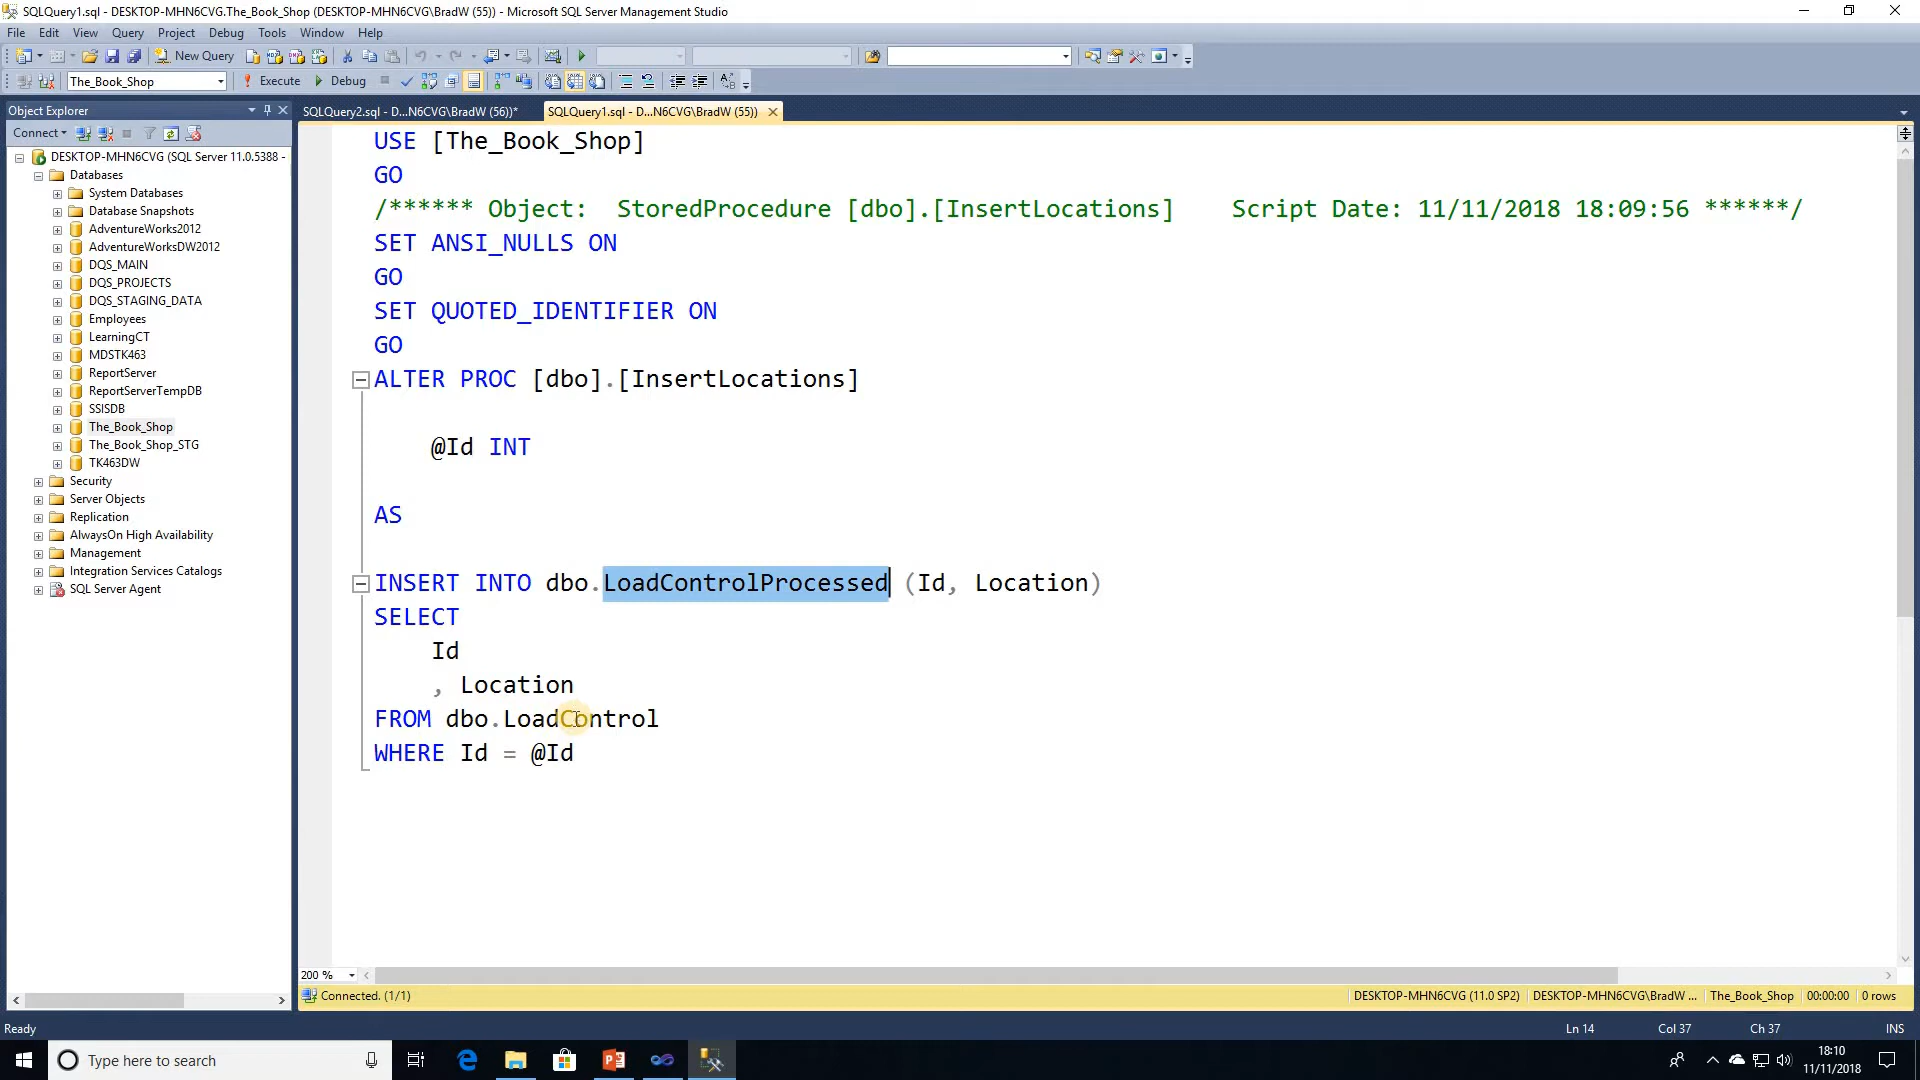 SQLQuery1.sql - DESKTOP-MHN6CVG.The_Book_Shop (DESKTOP-MHN6CVG\BradW (55)) - Microsoft SQL Server Management Studio
File Edit View Query Project Debug Tools Window Help
New Query
The_Book_Shop Execute Debug
Object Explorer
Connect
DESKTOP-MHN6CVG (SQL Server 11.0.5388 -
Databases
System Databases
Database Snapshots
AdventureWorks2012
AdventureWorksDW2012
DQS_MAIN
DQS_PROJECTS
DQS_STAGING_DATA
Employees
LearningCT
MDSTK463
ReportServer
ReportServerTempDB
SSISDB
The_Book_Shop
The_Book_Shop_STG
TK463DW
Security
Server Objects
Replication
AlwaysOn High Availability
Management
Integration Services Catalogs
SQL Server Agent
SQLQuery2.sql - D...N6CVG\BradW (56))* SQLQuery1.sql - D...N6CVG\BradW (55))
USE [The_Book_Shop]
GO
/****** Object:  StoredProcedure [dbo].[InsertLocations]    Script Date: 11/11/2018 18:09:56 ******/
SET ANSI_NULLS ON
GO
SET QUOTED_IDENTIFIER ON
GO
ALTER PROC [dbo].[InsertLocations]
@Id INT
AS
INSERT INTO dbo.LoadControlProcessed (Id, Location)
SELECT
Id
, Location
FROM dbo.LoadControl
WHERE Id = @Id
200 %
Connected. (1/1) DESKTOP-MHN6CVG (11.0 SP2) DESKTOP-MHN6CVG\BradW ... The_Book_Shop 00:00:00 0 rows
Ready Ln 14 Col 37 Ch 37 INS
Type here to search 18:10
11/11/2018